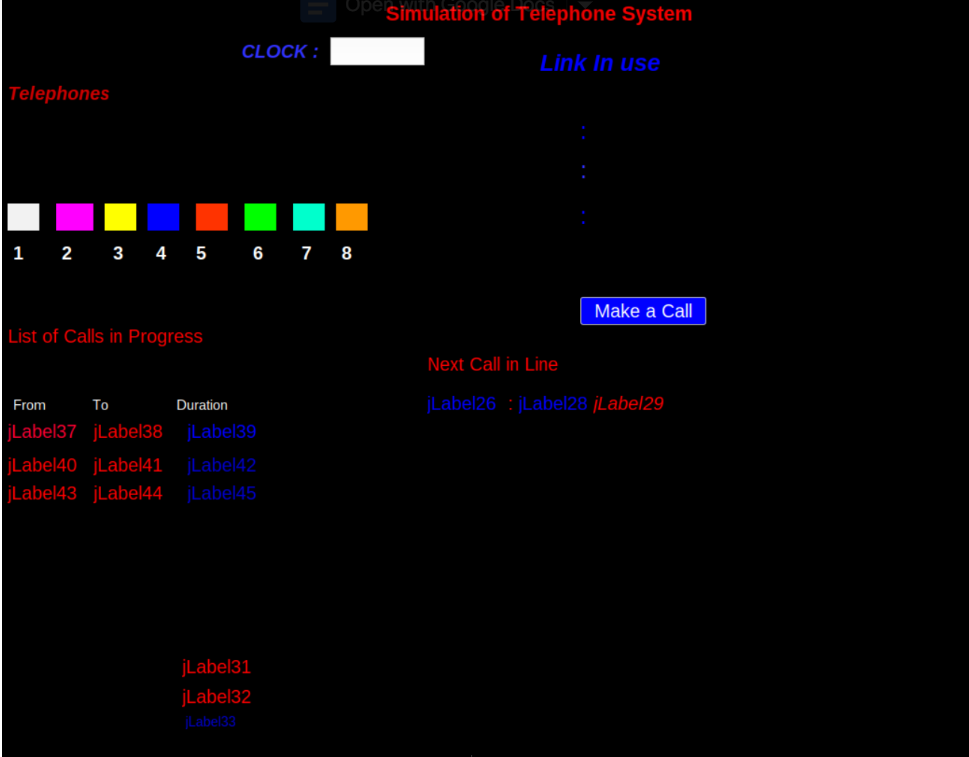 Open with Google Docs
Simulation of Telephone System
CLOCK :
Link In use
Telephones
:
:
:
1 2 3 4 5 6 7 8
Make a Call
List of Calls in Progress
Next Call in Line
From To Duration
jLabel26 : jLabel28 jLabel29
jLabel37 jLabel38 jLabel39
jLabel40 jLabel41 jLabel42
jLabel43 jLabel44 jLabel45
jLabel31
jLabel32
jLabel33